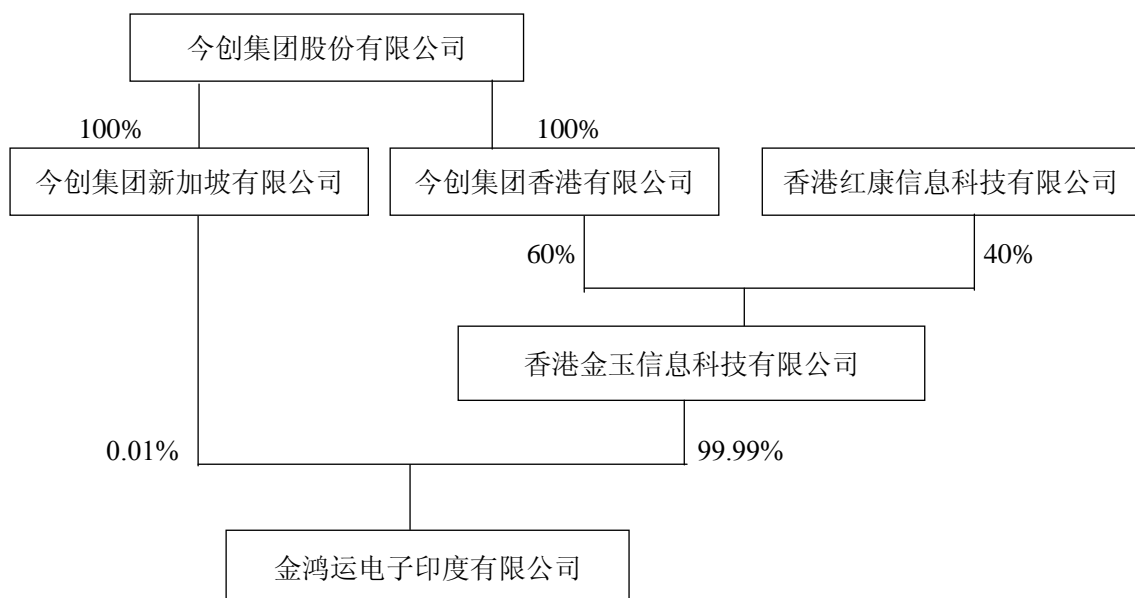 今创集团股份有限公司
100%
100%
今创集团新加坡有限公司
今创集团香港有限公司
香港红康信息科技有限公司
60%
40%
香港金玉信息科技有限公司
0.01%
99.99%
金鸿运电子印度有限公司